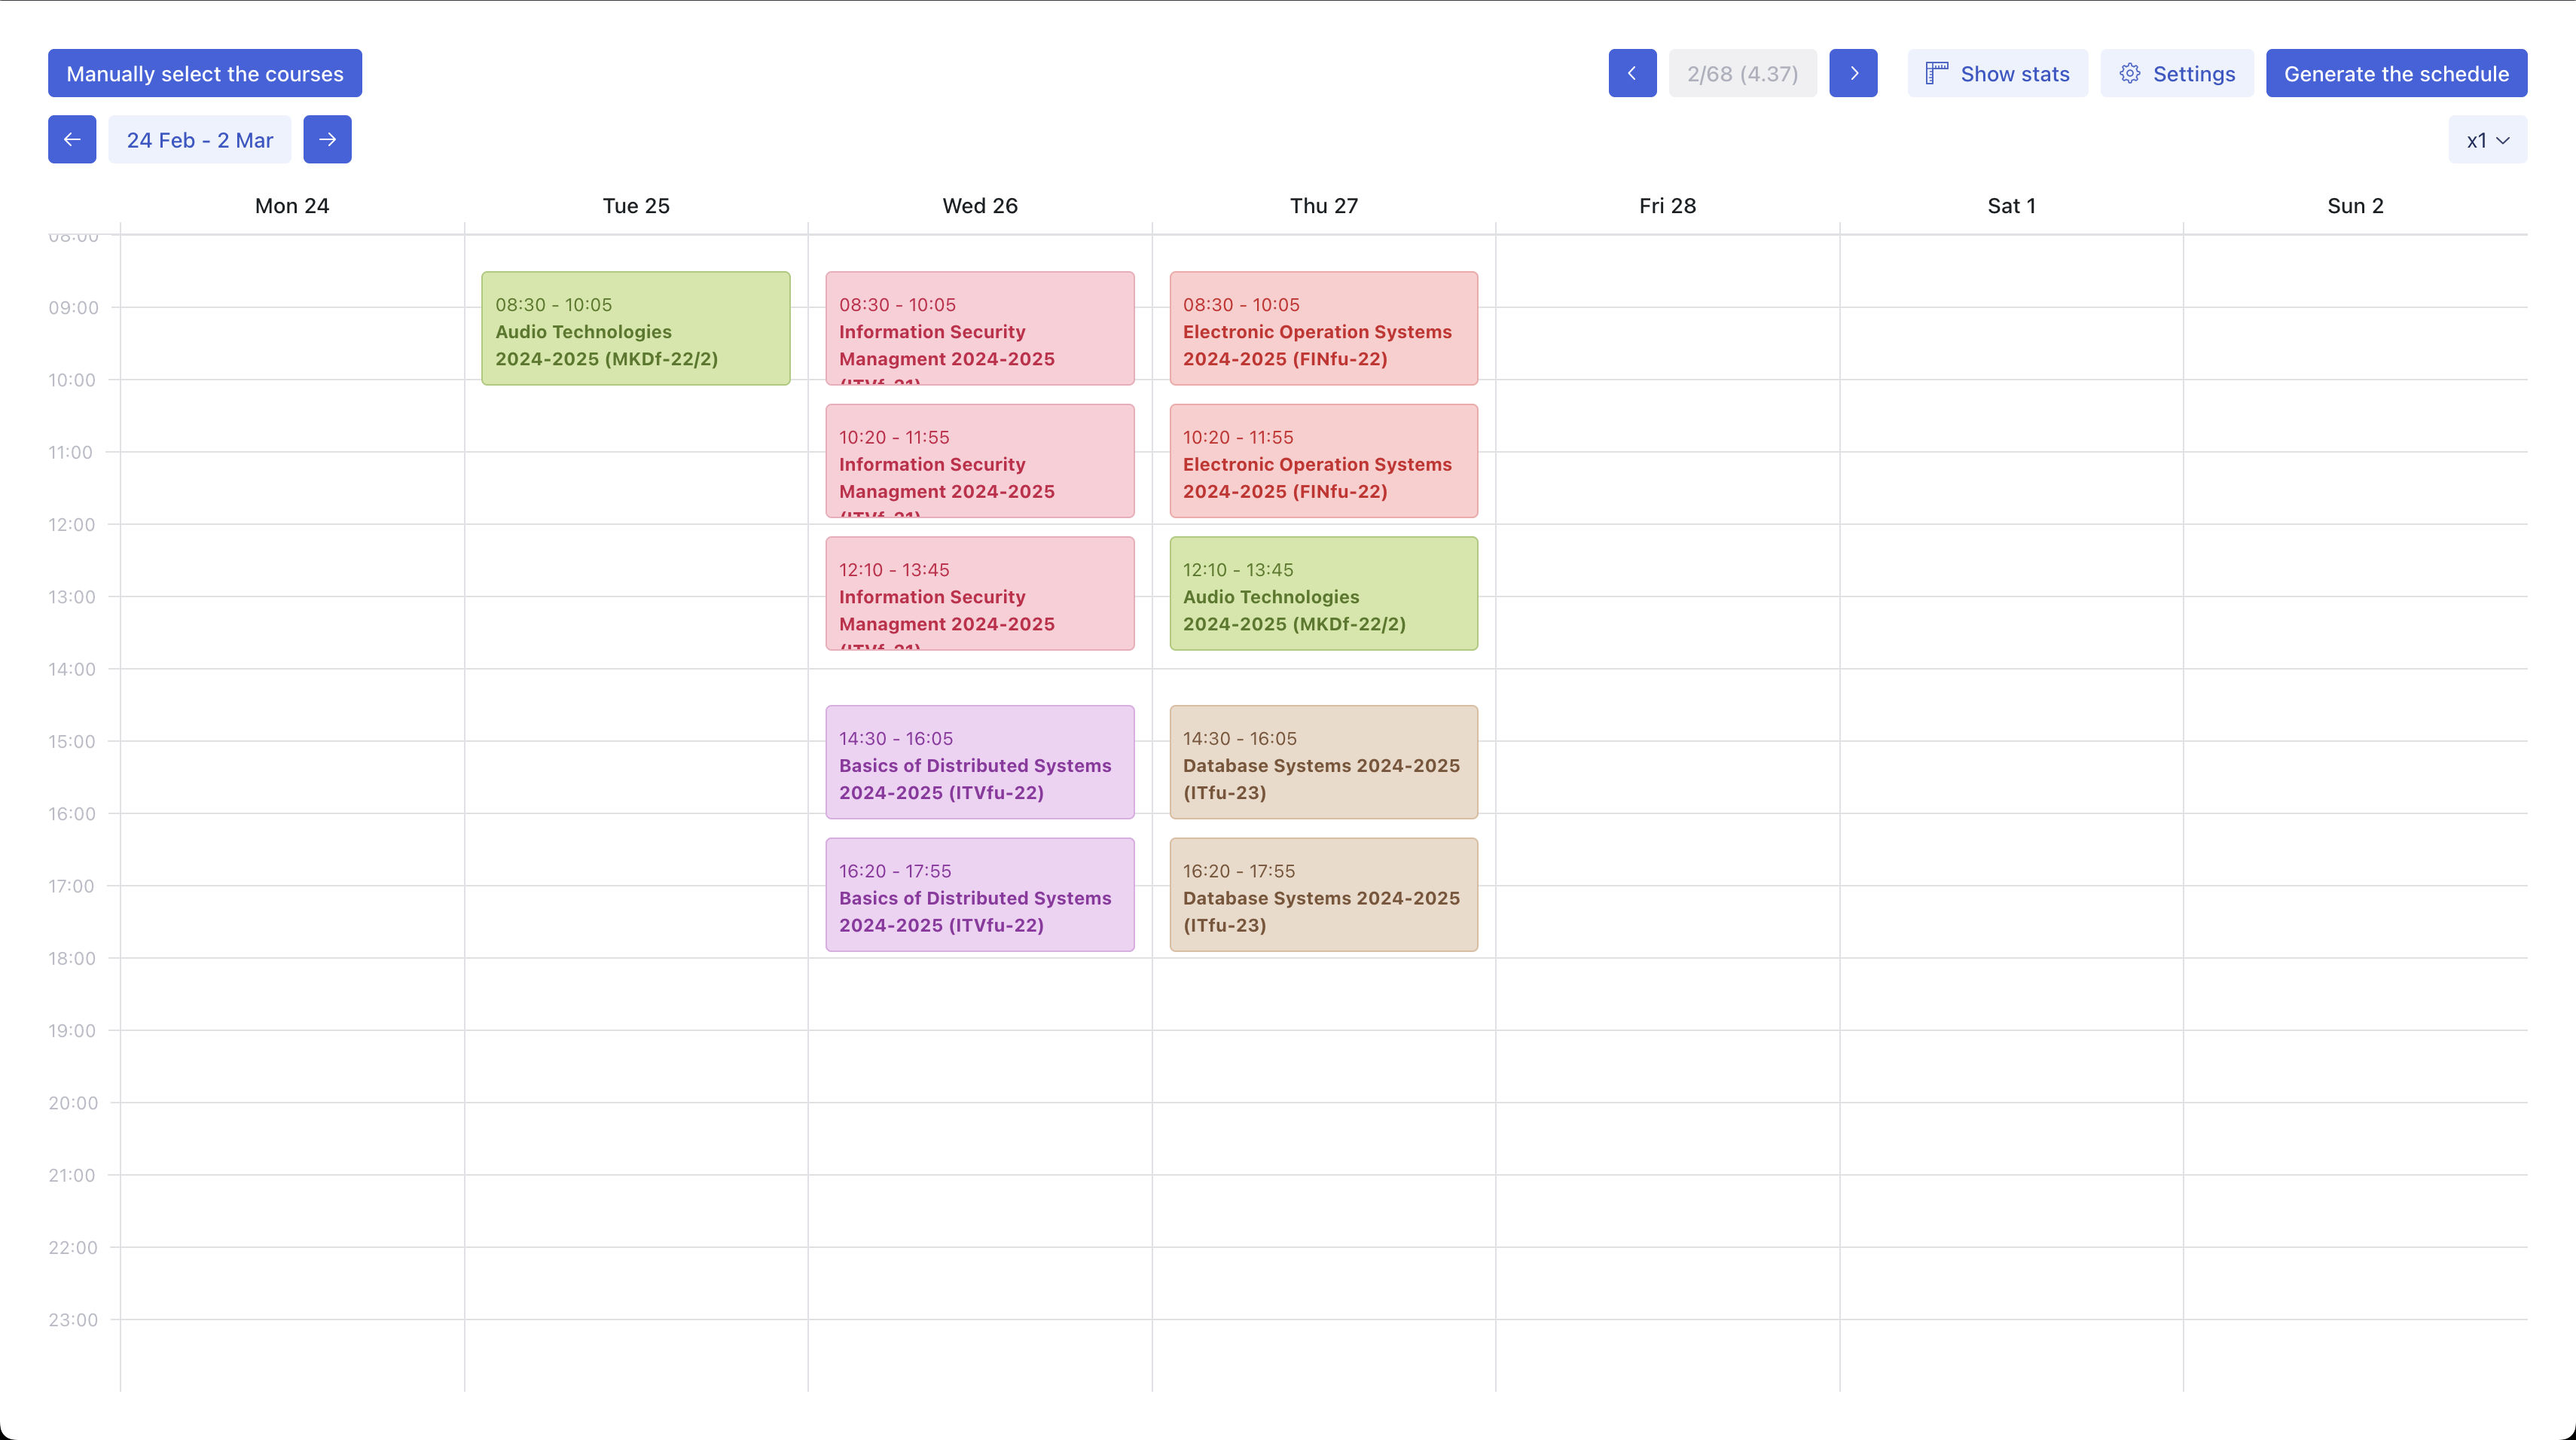 Manually select the courses
2/68 (4.37)
Show stats
Settings
Generate the schedule
24 Feb - 2 Mar
x1
Mon 24
Tue 25
Wed 26
Thu 27
Fri 28
Sat 1
Sun 2
08:00
09:00
10:00
11:00
12:00
13:00
14:00
15:00
16:00
17:00
18:00
19:00
20:00
21:00
22:00
23:00
08:30 - 10:05
Audio Technologies
2024-2025 (MKDf-22/2)
08:30 - 10:05
Information Security
Managment 2024-2025
10:20 - 11:55
Information Security
Managment 2024-2025
12:10 - 13:45
Information Security
Managment 2024-2025
14:30 - 16:05
Basics of Distributed Systems
2024-2025 (ITVfu-22)
16:20 - 17:55
Basics of Distributed Systems
2024-2025 (ITVfu-22)
08:30 - 10:05
Electronic Operation Systems
2024-2025 (FINfu-22)
10:20 - 11:55
Electronic Operation Systems
2024-2025 (FINfu-22)
12:10 - 13:45
Audio Technologies
2024-2025 (MKDf-22/2)
14:30 - 16:05
Database Systems 2024-2025
(ITfu-23)
16:20 - 17:55
Database Systems 2024-2025
(ITfu-23)